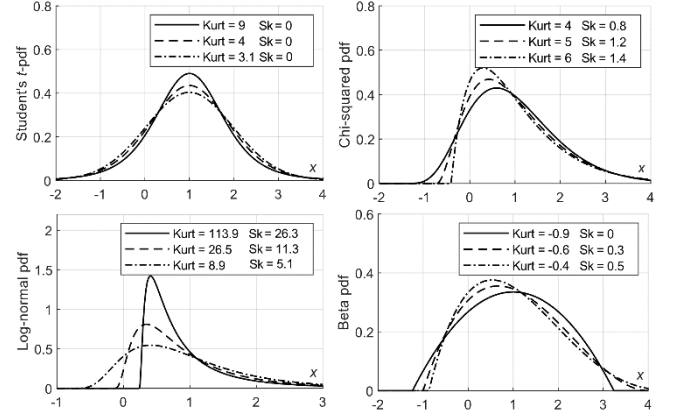 0.8
Kurt = 9 Sk = 0
Kurt = 4 Sk = 0
Kurt = 3.1 Sk = 0
0.6
0.4
0.2
0
Student's t-pdf
x
-2 -1 0 1 2 3 4
0.8
Kurt = 4 Sk = 0.8
Kurt = 5 Sk = 1.2
Kurt = 6 Sk = 1.4
0.6
0.4
0.2
0
Chi-squared pdf
x
-2 -1 0 1 2 3 4
Kurt = 113.9 Sk = 26.3
Kurt = 26.5 Sk = 11.3
Kurt = 8.9 Sk = 5.1
2
1.5
1
0.5
0
Log-normal pdf
x
-1 0 1 2 3
0.6
Kurt = -0.9 Sk = 0
Kurt = -0.6 Sk = 0.3
Kurt = -0.4 Sk = 0.5
0.4
0.2
0
Beta pdf
x
-2 -1 0 1 2 3 4